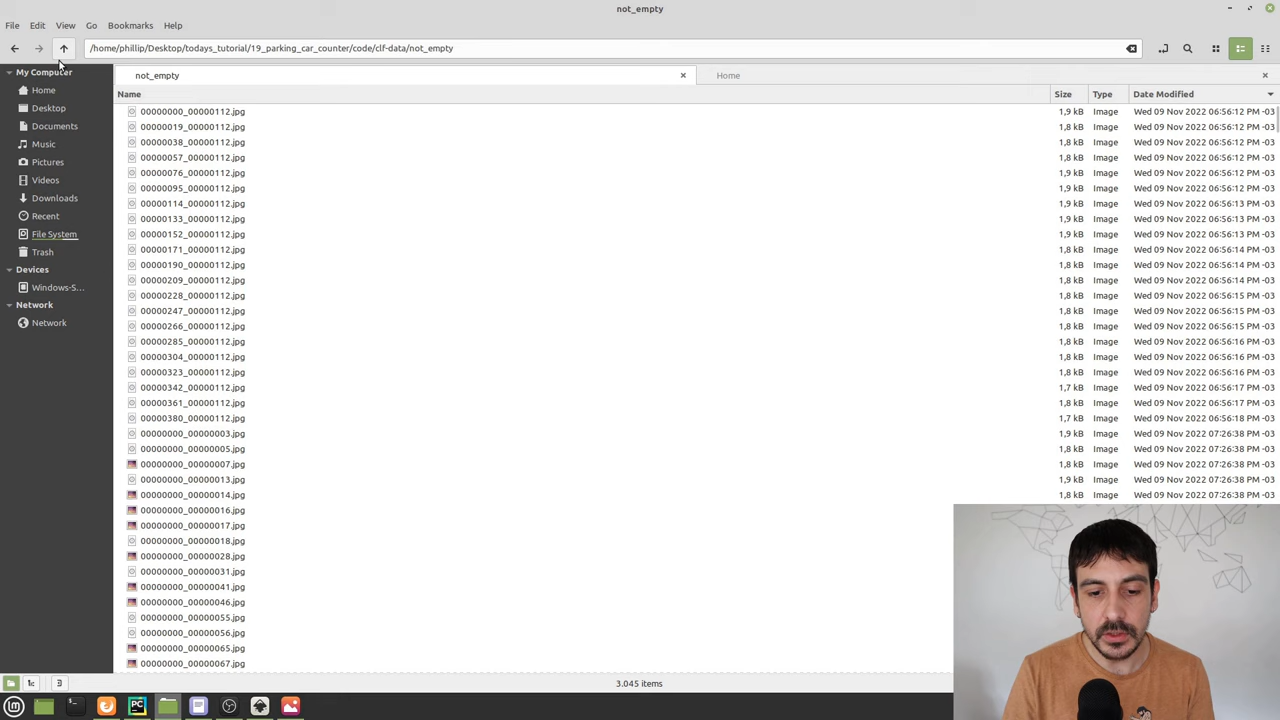 not_empty
File Edit View Go Bookmarks Help
/home/phillip/Desktop/todays_tutorial/19_parking_car_counter/code/clf-data/not_empty
My Computer
Home
Desktop
Documents
Music
Pictures
Videos
Downloads
Recent
File System
Trash
Devices
Windows-S...
Network
Network
not_empty Home
Name Size Type Date Modified
00000000_00000112.jpg 1,9 kB Image Wed 09 Nov 2022 06:56:12 PM -03
00000019_00000112.jpg 1,8 kB Image Wed 09 Nov 2022 06:56:12 PM -03
00000038_00000112.jpg 1,8 kB Image Wed 09 Nov 2022 06:56:12 PM -03
00000057_00000112.jpg 1,8 kB Image Wed 09 Nov 2022 06:56:12 PM -03
00000076_00000112.jpg 1,9 kB Image Wed 09 Nov 2022 06:56:12 PM -03
00000095_00000112.jpg 1,9 kB Image Wed 09 Nov 2022 06:56:12 PM -03
00000114_00000112.jpg 1,9 kB Image Wed 09 Nov 2022 06:56:13 PM -03
00000133_00000112.jpg 1,9 kB Image Wed 09 Nov 2022 06:56:13 PM -03
00000152_00000112.jpg 1,9 kB Image Wed 09 Nov 2022 06:56:13 PM -03
00000171_00000112.jpg 1,8 kB Image Wed 09 Nov 2022 06:56:14 PM -03
00000190_00000112.jpg 1,8 kB Image Wed 09 Nov 2022 06:56:14 PM -03
00000209_00000112.jpg 1,8 kB Image Wed 09 Nov 2022 06:56:14 PM -03
00000228_00000112.jpg 1,8 kB Image Wed 09 Nov 2022 06:56:15 PM -03
00000247_00000112.jpg 1,8 kB Image Wed 09 Nov 2022 06:56:15 PM -03
00000266_00000112.jpg 1,8 kB Image Wed 09 Nov 2022 06:56:15 PM -03
00000285_00000112.jpg 1,8 kB Image Wed 09 Nov 2022 06:56:16 PM -03
00000304_00000112.jpg 1,8 kB Image Wed 09 Nov 2022 06:56:16 PM -03
00000323_00000112.jpg 1,8 kB Image Wed 09 Nov 2022 06:56:16 PM -03
00000342_00000112.jpg 1,7 kB Image Wed 09 Nov 2022 06:56:17 PM -03
00000361_00000112.jpg 1,8 kB Image Wed 09 Nov 2022 06:56:17 PM -03
00000380_00000112.jpg 1,7 kB Image Wed 09 Nov 2022 06:56:18 PM -03
00000000_00000003.jpg 1,9 kB Image Wed 09 Nov 2022 07:26:38 PM -03
00000000_00000005.jpg 1,8 kB Image Wed 09 Nov 2022 07:26:38 PM -03
00000000_00000007.jpg 1,8 kB Image Wed 09 Nov 2022 07:26:38 PM -03
00000000_00000013.jpg 1,9 kB Image Wed 09 Nov 2022 07:26:38 PM -03
00000000_00000014.jpg 1,8 kB Image Wed 09 Nov 2022 07:26:38 PM -03
00000000_00000016.jpg
00000000_00000017.jpg
00000000_00000018.jpg
00000000_00000028.jpg
00000000_00000031.jpg
00000000_00000041.jpg
00000000_00000046.jpg
00000000_00000055.jpg
00000000_00000056.jpg
00000000_00000065.jpg
00000000_00000067.jpg
3.045 items